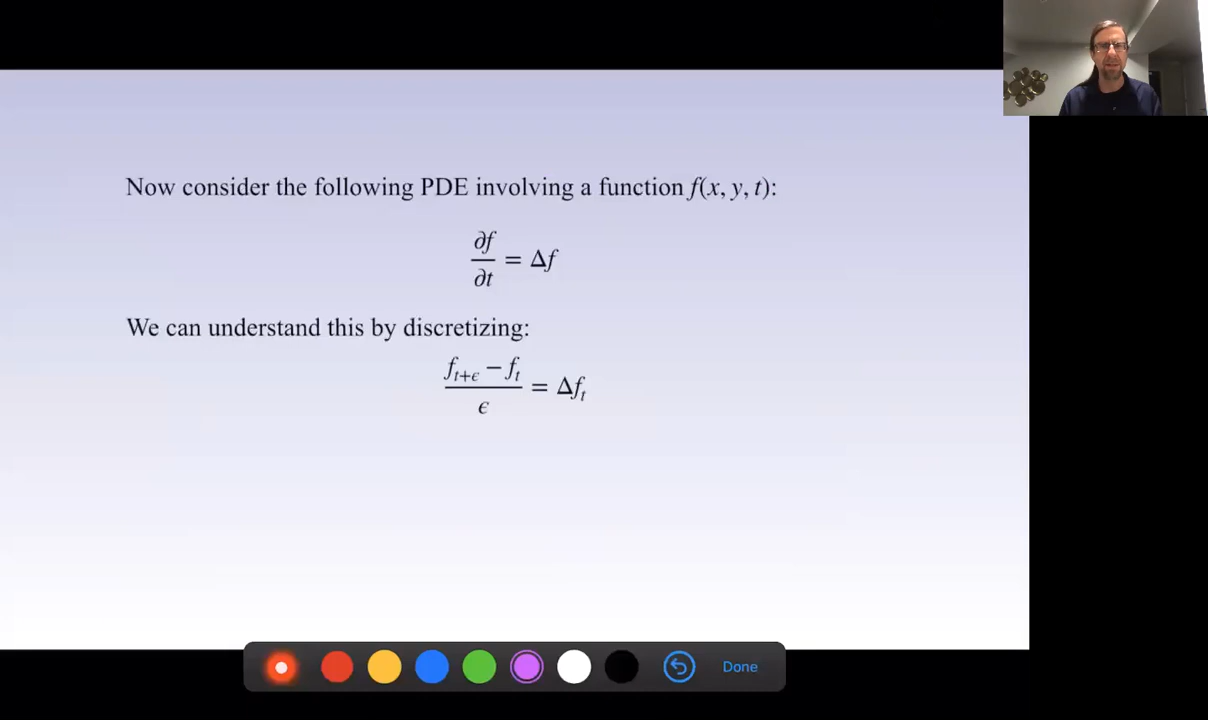 Now consider the following PDE involving a function f(x, y, t):
∂f/∂t = Δf
We can understand this by discretizing:
(f_{t+ϵ} − f_t)/ϵ = Δf_t
Done